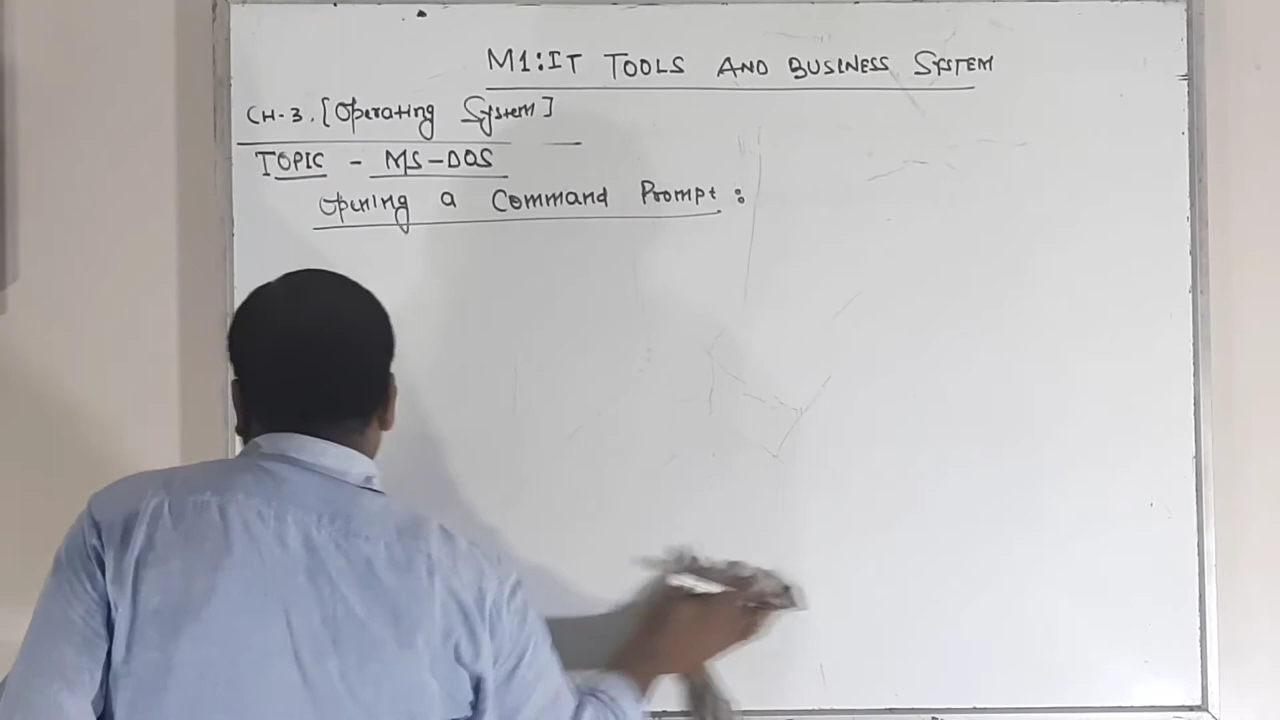 M1:IT TOOLS AND BUSINESS SYSTEM
CH-3. [Operating System]
TOPIC - MS-DOS
Opening a Command Prompt :